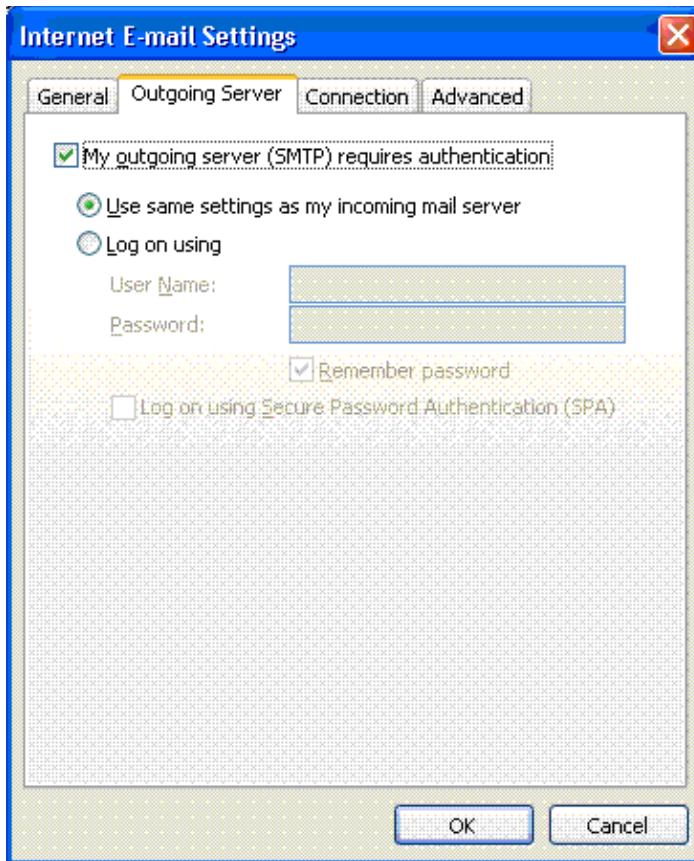 Internet E-mail Settings
General Outgoing Server Connection Advanced
My outgoing server (SMTP) requires authentication
Use same settings as my incoming mail server
Log on using
User Name:
Password:
Remember password
Log on using Secure Password Authentication (SPA)
OK Cancel